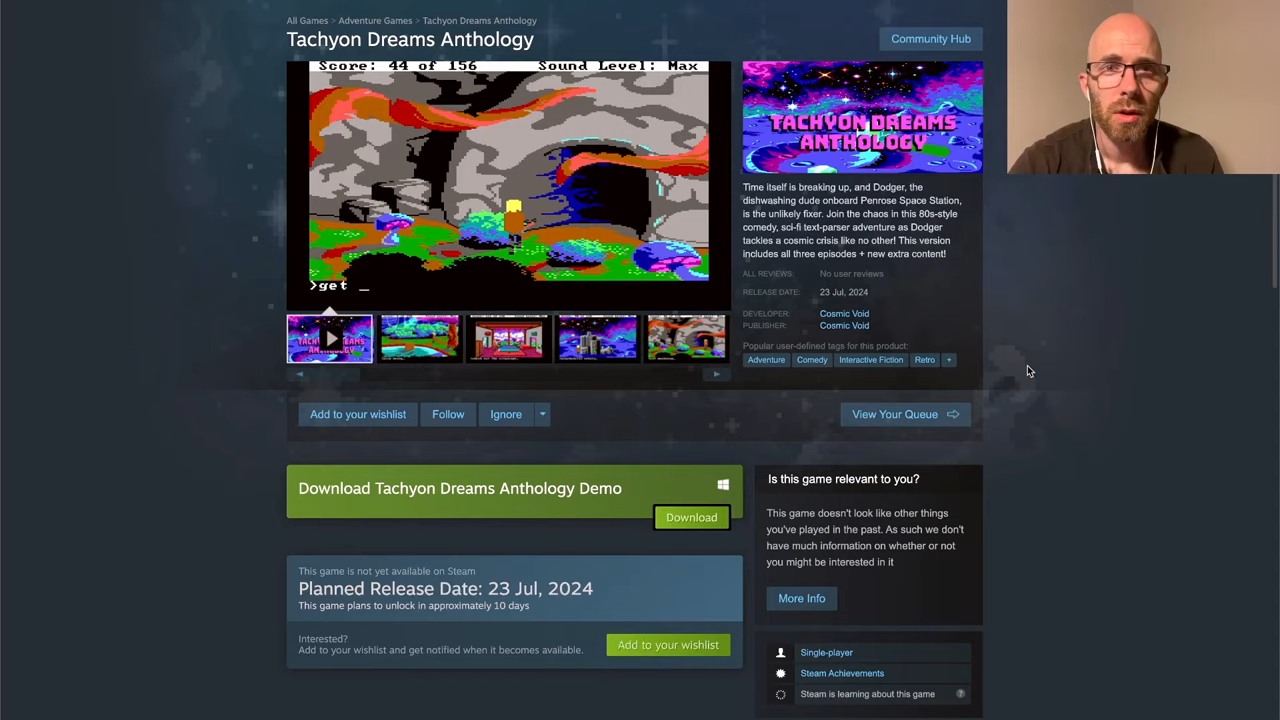 All Games > Adventure Games > Tachyon Dreams Anthology
Tachyon Dreams Anthology
Community Hub
Score: 44 of 156 Sound Level: Max
>get _
TACHYON DREAMS
ANTHOLOGY
Time itself is breaking up, and Dodger, the
dishwashing dude onboard Penrose Space Station,
is the unlikely fixer. Join the chaos in this 80s-style
comedy, sci-fi text-parser adventure as Dodger
tackles a cosmic crisis like no other! This version
includes all three episodes + new extra content!
ALL REVIEWS: No user reviews
RELEASE DATE: 23 Jul, 2024
DEVELOPER: Cosmic Void
PUBLISHER: Cosmic Void
Popular user-defined tags for this product:
Adventure Comedy Interactive Fiction Retro +
Add to your wishlist Follow Ignore
View Your Queue
Download Tachyon Dreams Anthology Demo
Download
This game is not yet available on Steam
Planned Release Date: 23 Jul, 2024
This game plans to unlock in approximately 10 days
Interested?
Add to your wishlist and get notified when it becomes available.
Add to your wishlist
Is this game relevant to you?
This game doesn't look like other things
you've played in the past. As such we don't
have much information on whether or not
you might be interested in it
More Info
Single-player
Steam Achievements
Steam is learning about this game ?